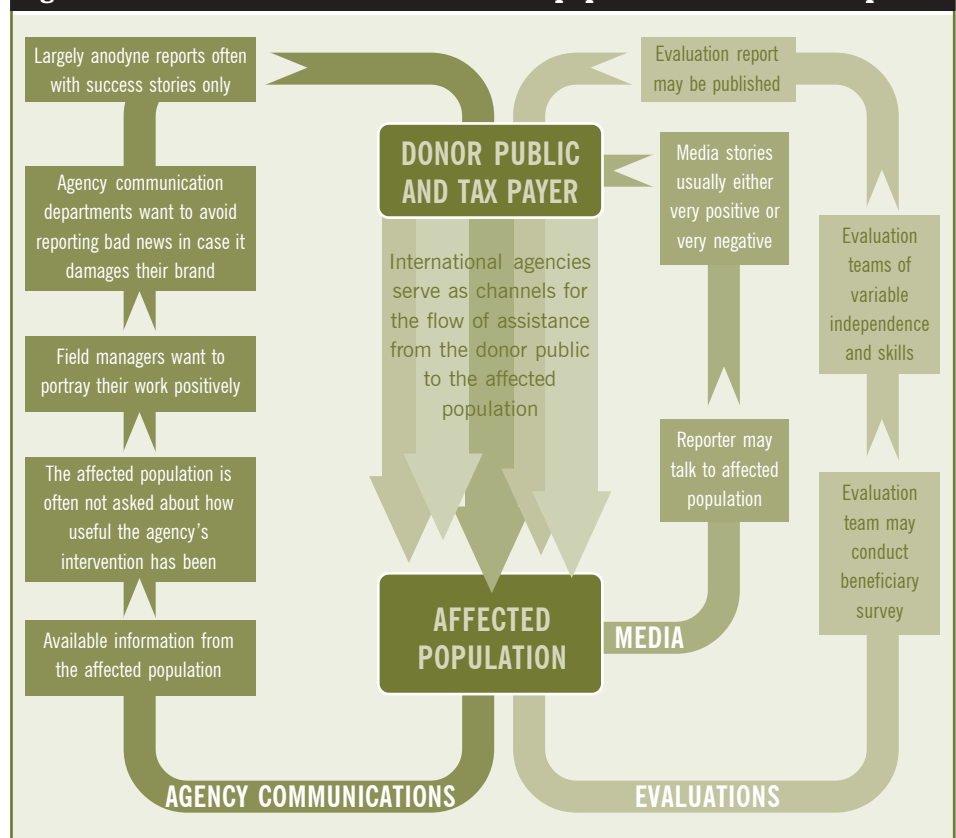 Largely anodyne reports often
with success stories only
Agency communication
departments want to avoid
reporting bad news in case it
damages their brand
Field managers want to
portray their work positively
The affected population is
often not asked about how
useful the agency's
intervention has been
Available information from
the affected population
AGENCY COMMUNICATIONS
DONOR PUBLIC
AND TAX PAYER
International agencies
serve as channels for
the flow of assistance
from the donor public
to the affected
population
AFFECTED
POPULATION
MEDIA
Reporter may
talk to affected
population
Media stories
usually either
very positive or
very negative
Evaluation report
may be published
Evaluation
teams of
variable
independence
and skills
Evaluation
team may
conduct
beneficiary
survey
EVALUATIONS